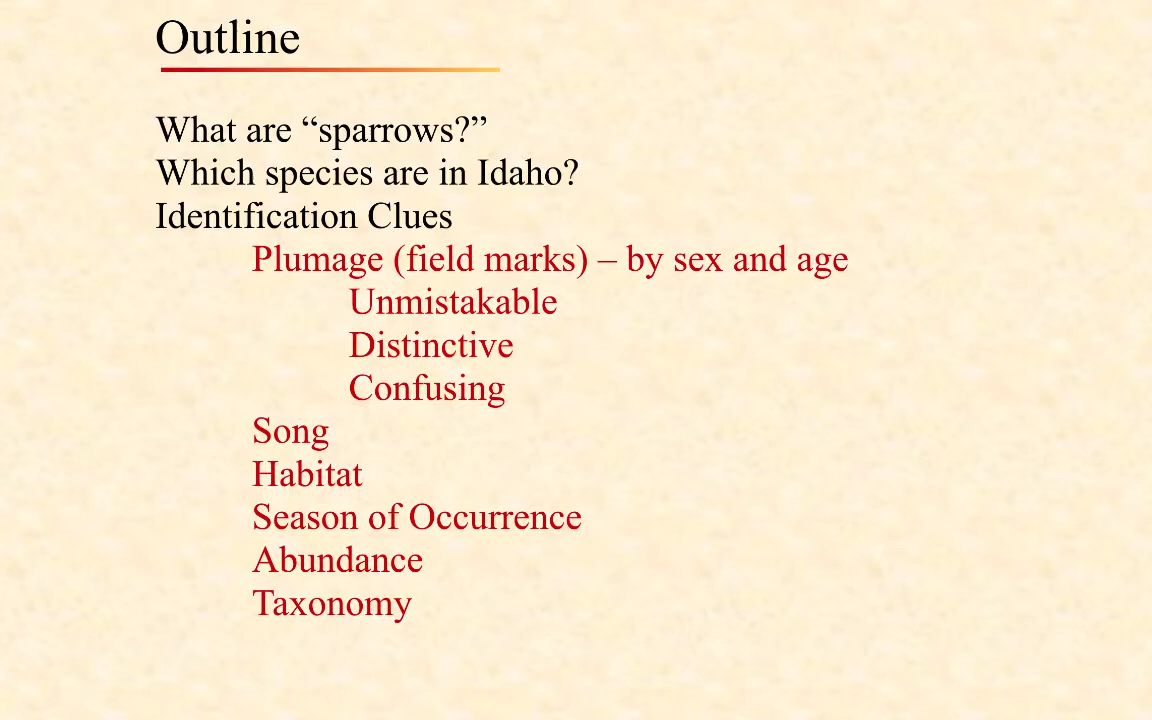 Outline
What are “sparrows?”
Which species are in Idaho?
Identification Clues
Plumage (field marks) – by sex and age
Unmistakable
Distinctive
Confusing
Song
Habitat
Season of Occurrence
Abundance
Taxonomy